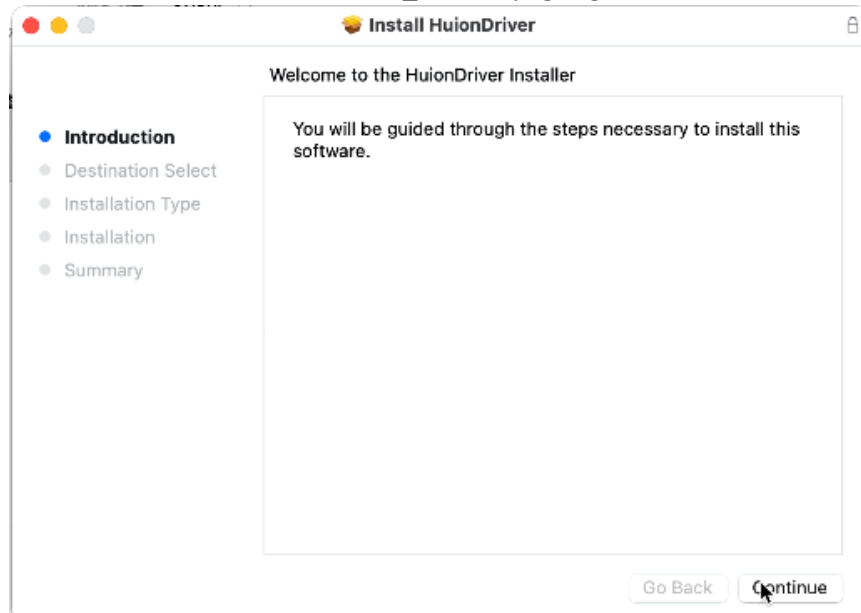 Install HuionDriver
Welcome to the HuionDriver Installer
Introduction
Destination Select
Installation Type
Installation
Summary
You will be guided through the steps necessary to install this
software.
Go Back
Continue